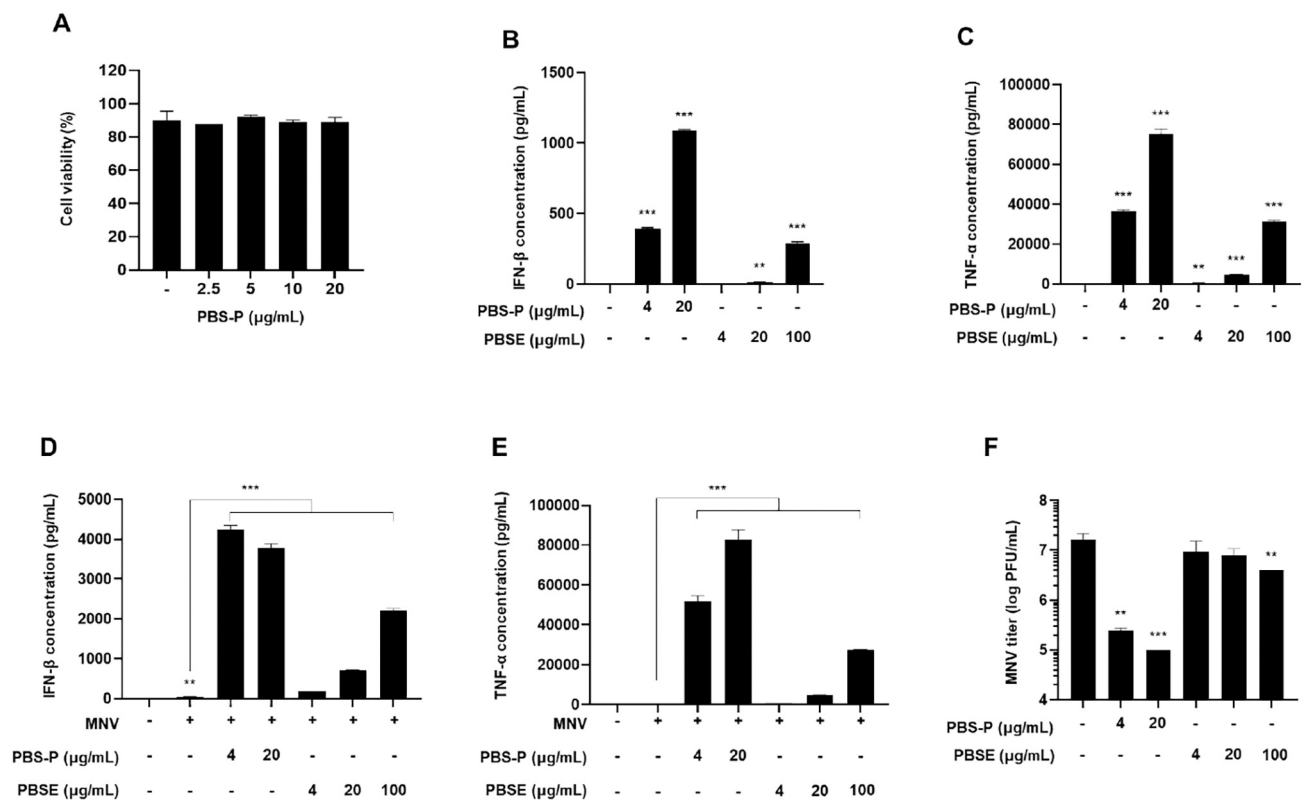 A
Cell viability (%)
120
100
80
60
40
20
0
- 2.5 5 10 20
PBS-P (µg/mL)
B
IFN-β concentration (pg/mL)
1500
1000
500
0
*** *** ** ***
PBS-P (µg/mL) - 4 20 - - -
PBSE (µg/mL) - - - 4 20 100
C
TNF-α concentration (pg/mL)
100000
80000
60000
40000
20000
0
*** *** ** *** ***
PBS-P (µg/mL) - 4 20 - - -
PBSE (µg/mL) - - - 4 20 100
D
IFN-β concentration (pg/mL)
5000
4000
3000
2000
1000
0
***
**
MNV - + + + + + +
PBS-P (µg/mL) - - 4 20 - - -
PBSE (µg/mL) - - - - 4 20 100
E
TNF-α concentration (pg/mL)
100000
80000
60000
40000
20000
0
***
MNV - + + + + + +
PBS-P (µg/mL) - - 4 20 - - -
PBSE (µg/mL) - - - - 4 20 100
F
MNV titer (log PFU/mL)
8
7
6
5
4
** *** **
PBS-P (µg/mL) - 4 20 - - -
PBSE (µg/mL) - - - 4 20 100